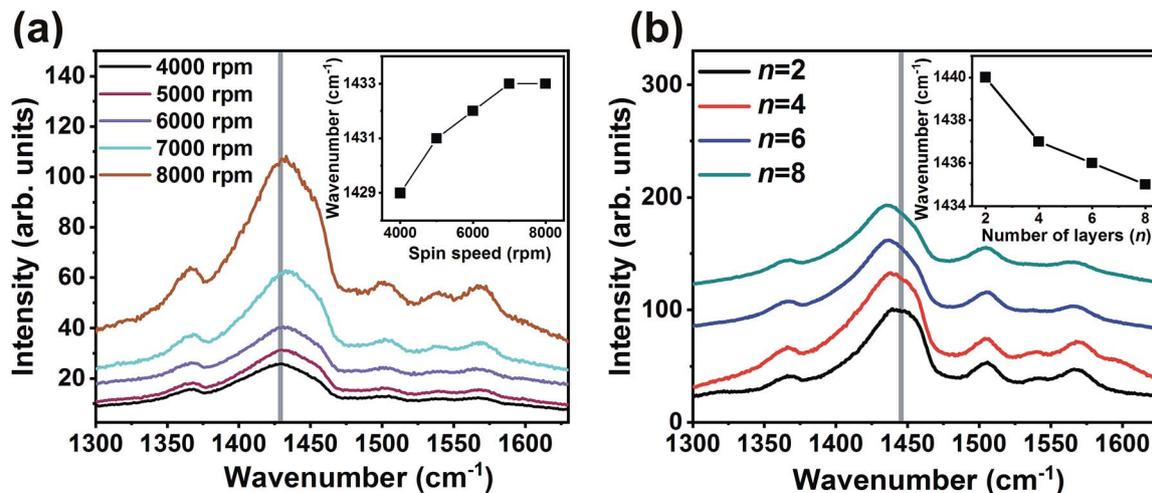 (a)
Intensity (arb. units)
140
120
100
80
60
40
20
4000 rpm
5000 rpm
6000 rpm
7000 rpm
8000 rpm
Wavenumber (cm-1)
1433
1431
1429
4000 6000 8000
Spin speed (rpm)
1300 1350 1400 1450 1500 1550 1600
Wavenumber (cm-1)
(b)
Intensity (arb. units)
300
200
100
0
n=2
n=4
n=6
n=8
Wavenumber (cm-1)
1440
1438
1436
1434
2 4 6 8
Number of layers (n)
1300 1350 1400 1450 1500 1550 1600
Wavenumber (cm-1)